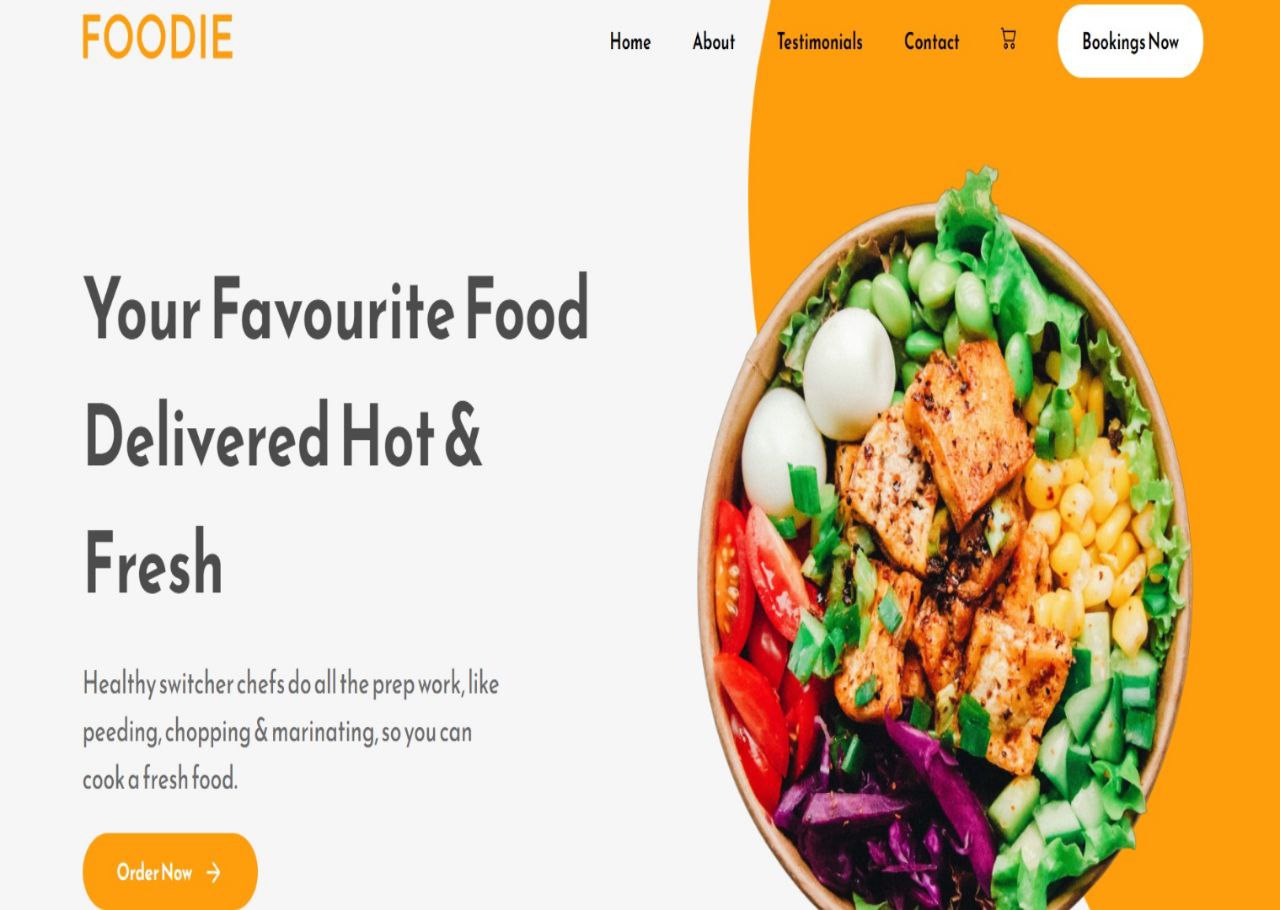 FOODIE
Home About Testimonials Contact Bookings Now
Your Favourite Food
Delivered Hot &
Fresh
Healthy switcher chefs do all the prep work, like
peeding, chopping & marinating, so you can
cook a fresh food.
Order Now